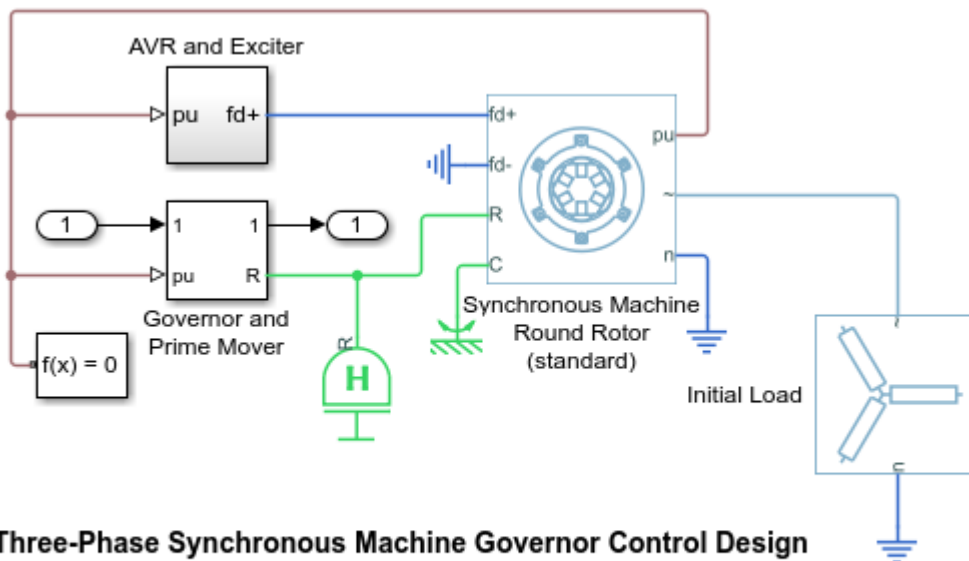 AVR and Exciter
pu fd+
fd+
pu
fd-
~
1
1 1
1
R
pu R
C
n
Governor and
Prime Mover
Synchronous Machine
Round Rotor
(standard)
R
f(x) = 0
H
~
Initial Load
n
Three-Phase Synchronous Machine Governor Control Design